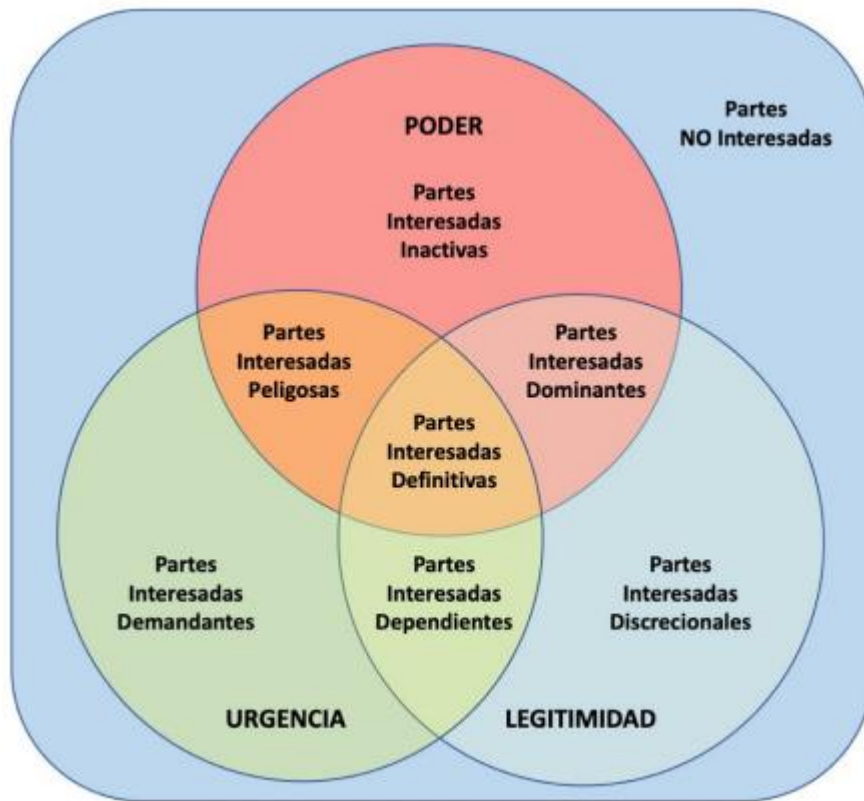 Partes
NO Interesadas
PODER
Partes
Interesadas
Inactivas
Partes
Interesadas
Peligosas
Partes
Interesadas
Dominantes
Partes
Interesadas
Definitivas
Partes
Interesadas
Demandantes
Partes
Interesadas
Dependientes
Partes
Interesadas
Discrecionales
URGENCIA
LEGITIMIDAD